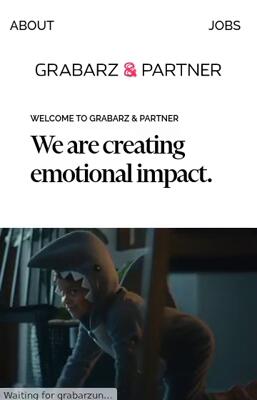 ABOUT
JOBS
GRABARZ & PARTNER
WELCOME TO GRABARZ & PARTNER
We are creating
emotional impact.
Waiting for grabarzun...